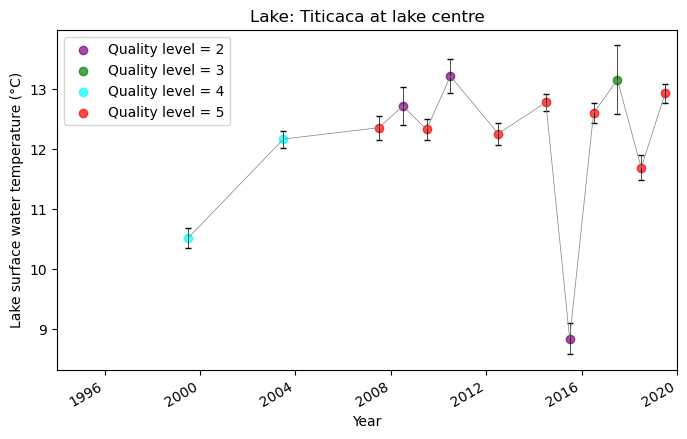 Lake: Titicaca at lake centre
Quality level = 2
Quality level = 3
Quality level = 4
Quality level = 5
Lake surface water temperature (°C)
13
12
11
10
9
1996
2000
2004
2008
2012
2016
2020
Year